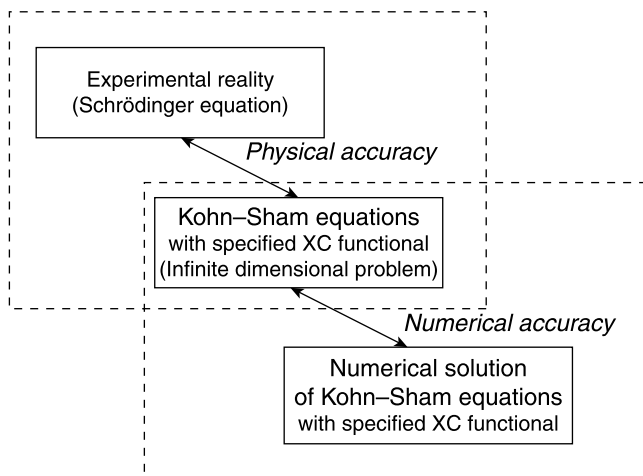 Experimental reality
(Schrödinger equation)
Physical accuracy
Kohn–Sham equations
with specified XC functional
(Infinite dimensional problem)
Numerical accuracy
Numerical solution
of Kohn–Sham equations
with specified XC functional